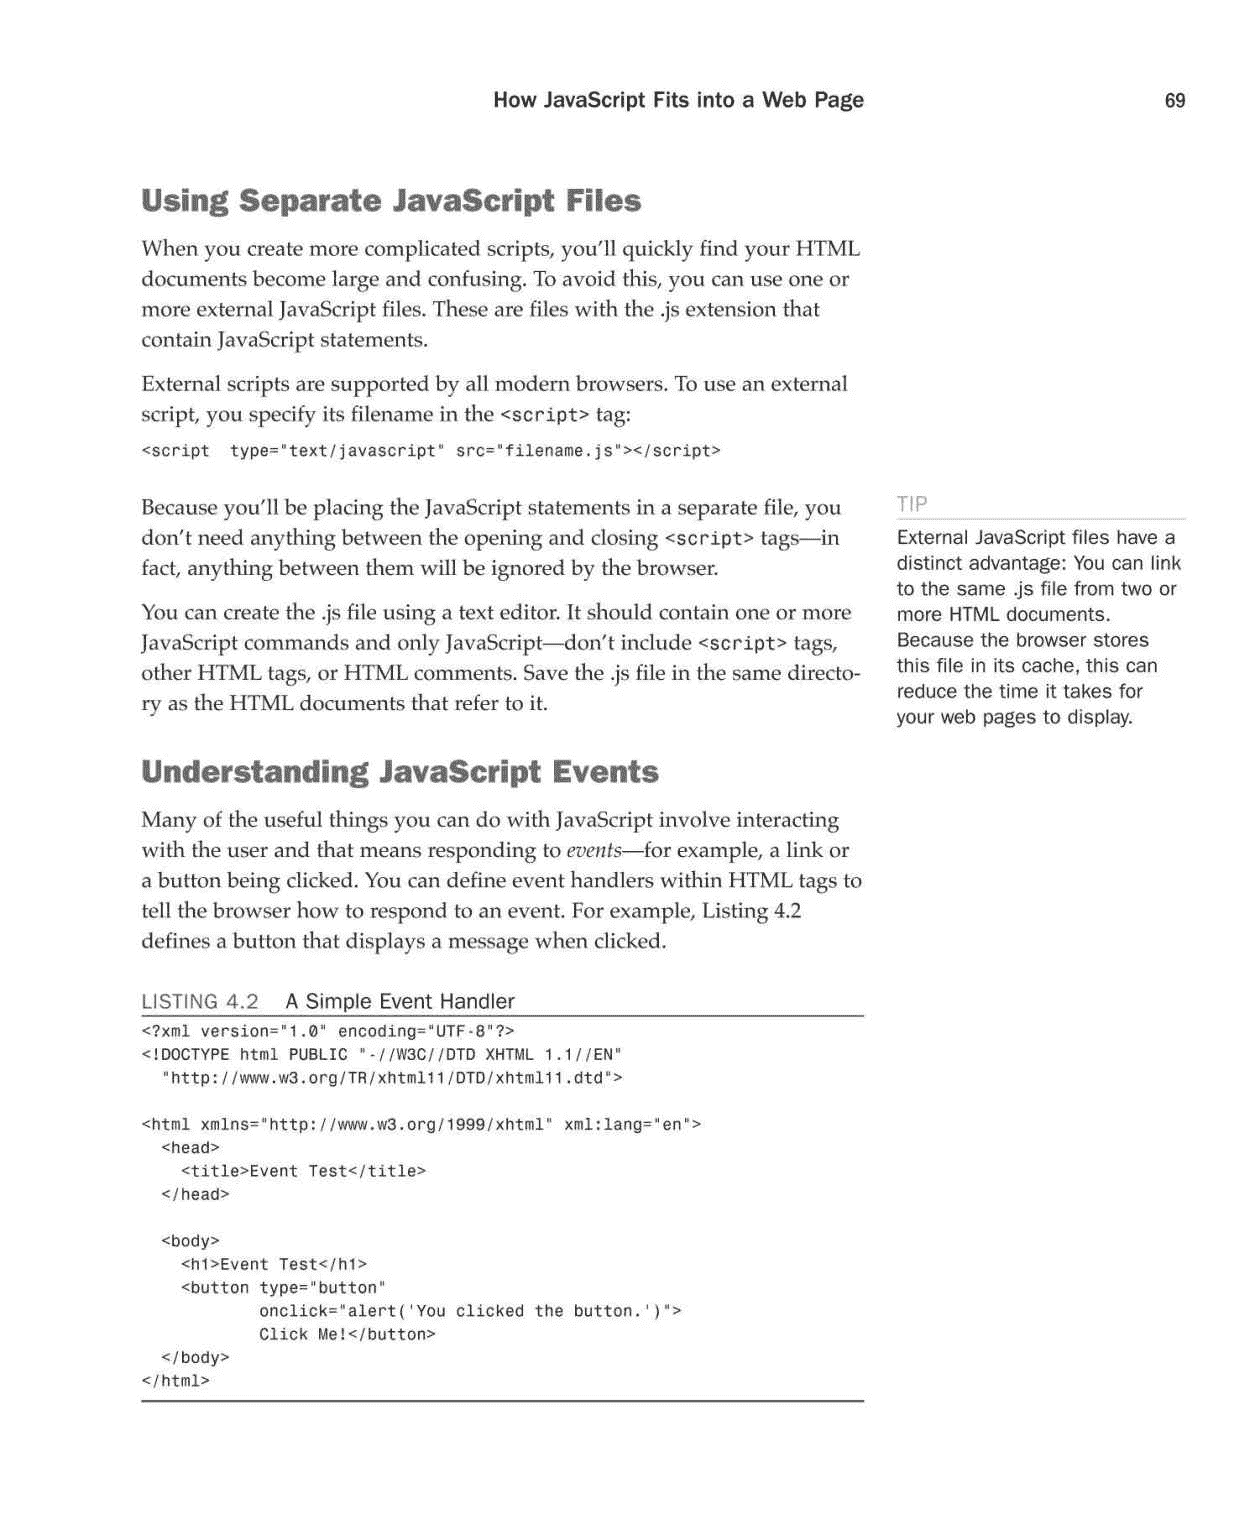 How JavaScript Fits into a Web Page 69
Using Separate JavaScript Files
When you create more complicated scripts, you'll quickly find your HTML
documents become large and confusing. To avoid this, you can use one or
more external JavaScript files. These are files with the .js extension that
contain JavaScript statements.
External scripts are supported by all modern browsers. To use an external
script, you specify its filename in the <script> tag:
<script  type="text/javascript" src="filename.js"></script>
Because you'll be placing the JavaScript statements in a separate file, you
don't need anything between the opening and closing <script> tags—in
fact, anything between them will be ignored by the browser.
You can create the .js file using a text editor. It should contain one or more
JavaScript commands and only JavaScript—don't include <script> tags,
other HTML tags, or HTML comments. Save the .js file in the same directo-
ry as the HTML documents that refer to it.
TIP
External JavaScript files have a
distinct advantage: You can link
to the same .js file from two or
more HTML documents.
Because the browser stores
this file in its cache, this can
reduce the time it takes for
your web pages to display.
Understanding JavaScript Events
Many of the useful things you can do with JavaScript involve interacting
with the user and that means responding to events—for example, a link or
a button being clicked. You can define event handlers within HTML tags to
tell the browser how to respond to an event. For example, Listing 4.2
defines a button that displays a message when clicked.
LISTING 4.2 A Simple Event Handler
<?xml version="1.0" encoding="UTF-8"?>
<!DOCTYPE html PUBLIC "-//W3C//DTD XHTML 1.1//EN"
  "http://www.w3.org/TR/xhtml11/DTD/xhtml11.dtd">
<html xmlns="http://www.w3.org/1999/xhtml" xml:lang="en">
  <head>
    <title>Event Test</title>
  </head>
  <body>
    <h1>Event Test</h1>
    <button type="button"
            onclick="alert('You clicked the button.')">
            Click Me!</button>
  </body>
</html>